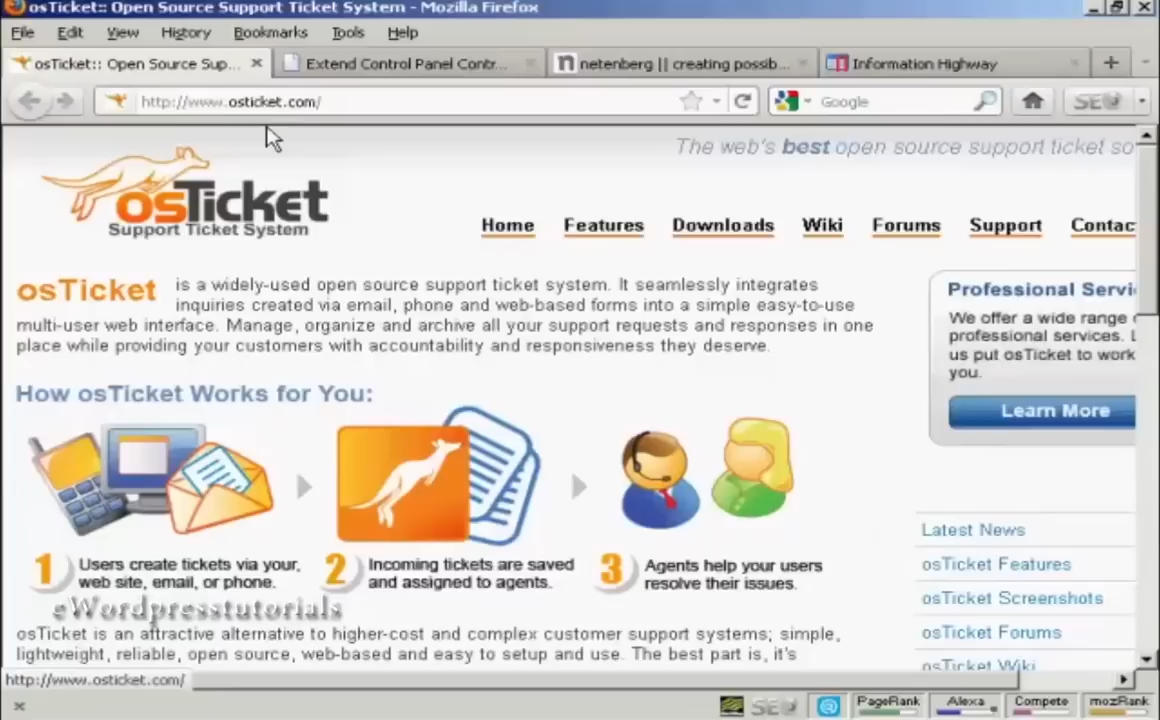 osTicket:: Open Source Support Ticket System - Mozilla Firefox
File Edit View History Bookmarks Tools Help
osTicket:: Open Source Sup... Extend Control Panel Contr... netenberg || creating possib... Information Highway
http://www.osticket.com/ Google SE
The web's best open source support ticket so
osTicket
Support Ticket System
Home Features Downloads Wiki Forums Support Contac
osTicket is a widely-used open source support ticket system. It seamlessly integrates
inquiries created via email, phone and web-based forms into a simple easy-to-use
multi-user web interface. Manage, organize and archive all your support requests and responses in one
place while providing your customers with accountability and responsiveness they deserve.
Professional Servi
We offer a wide range
professional services. L
us put osTicket to work
you.
Learn More
How osTicket Works for You:
1 Users create tickets via your,
web site, email, or phone.
2 Incoming tickets are saved
and assigned to agents.
3 Agents help your users
resolve their issues.
eWordpresstutorials
osTicket is an attractive alternative to higher-cost and complex customer support systems; simple,
lightweight, reliable, open source, web-based and easy to setup and use. The best part is, it's
Latest News
osTicket Features
osTicket Screenshots
osTicket Forums
osTicket Wiki
http://www.osticket.com/
SE PageRank Alexa Compete mozRank